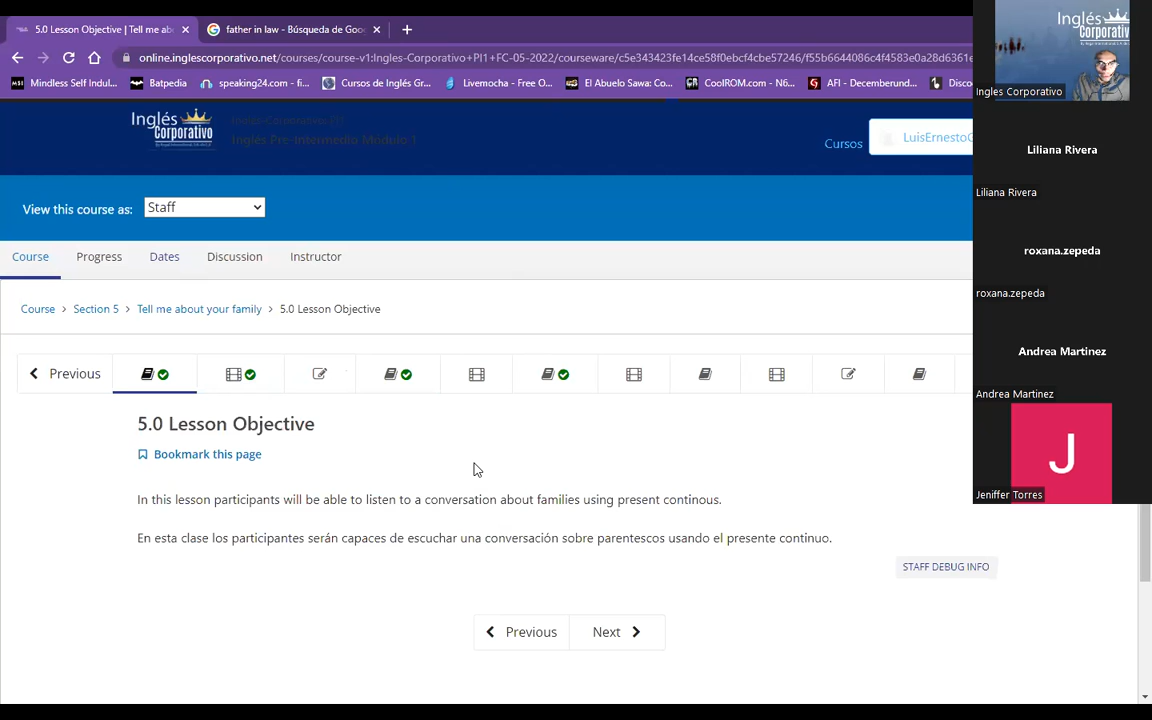 5.0 Lesson Objective | Tell me ab
father in law - Búsqueda de Goo
online.inglescorporativo.net/courses/course-v1:Ingles-Corporativo+PI1+FC-05-2022/courseware/c5e343423fe14ce58f0ebcf4cbe57246/f55b6644086c4f4583e0a18d6361e
Mindless Self Indul...
Batpedia
speaking24.com - fi...
Cursos de Inglés Gr...
Livemocha - Free O...
El Abuelo Sawa: Co...
CoolROM.com - N6...
AFI - Decemberund...
Disco
Inglés
Corporativo
Inglés Pre-Intermedio Módulo 1
Cursos
LuisErnestoG
View this course as:
Staff
Course
Progress
Dates
Discussion
Instructor
Course > Section 5 > Tell me about your family > 5.0 Lesson Objective
Previous
5.0 Lesson Objective
Bookmark this page
In this lesson participants will be able to listen to a conversation about families using present continous.
En esta clase los participantes serán capaces de escuchar una conversación sobre parentescos usando el presente continuo.
STAFF DEBUG INFO
Previous
Next
Inglés
Corporativo
Ingles Corporativo
Liliana Rivera
Liliana Rivera
roxana.zepeda
roxana.zepeda
Andrea Martinez
Andrea Martinez
J
Jeniffer Torres